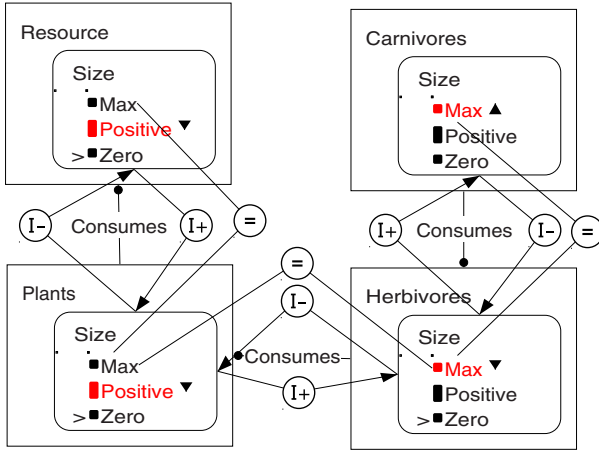 Resource
Size
Max
Positive ▼
> Zero
Carnivores
Size
Max ▲
Positive
Zero
I-
Consumes
I+
=
I+
Consumes
I-
=
Plants
Size
Max
Positive ▼
> Zero
=
I-
Consumes
I+
Herbivores
Size
Max ▼
Positive
> Zero